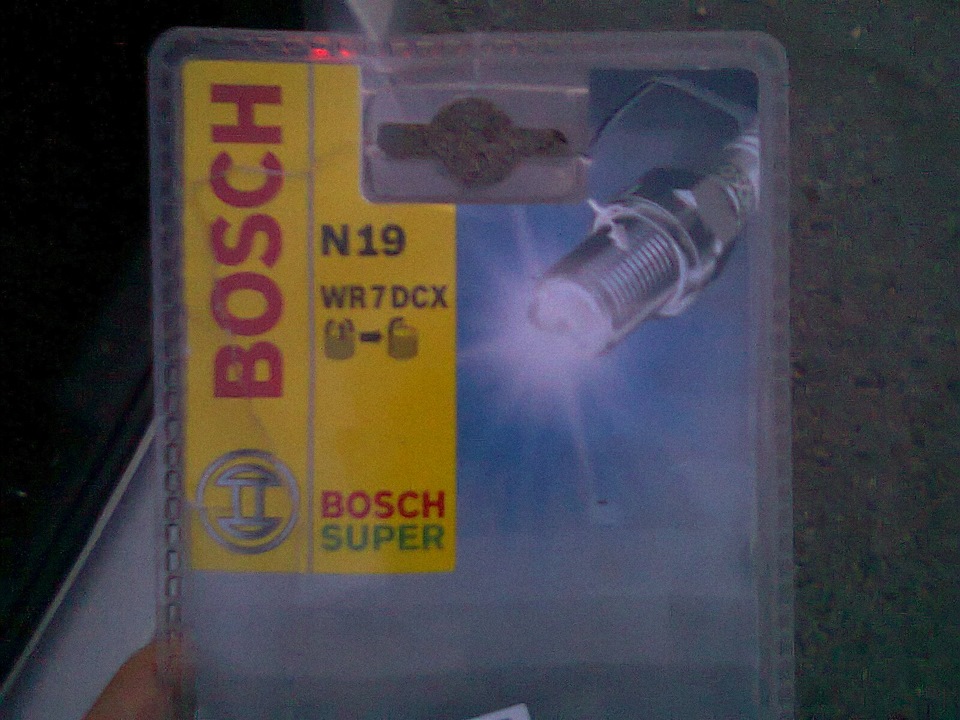 BOSCH
N19
WR7DCX
BOSCH
SUPER